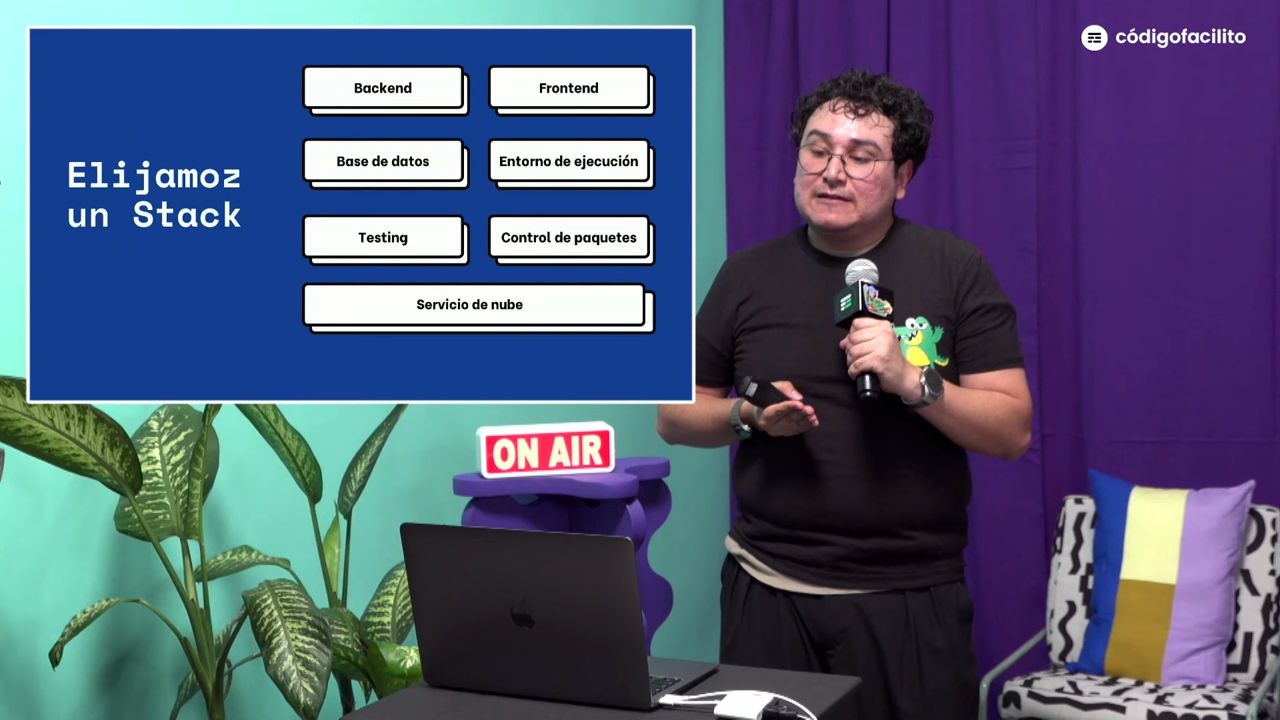 códigofacilito
Elijamoz
un Stack
Backend
Frontend
Base de datos
Entorno de ejecución
Testing
Control de paquetes
Servicio de nube
ON AIR